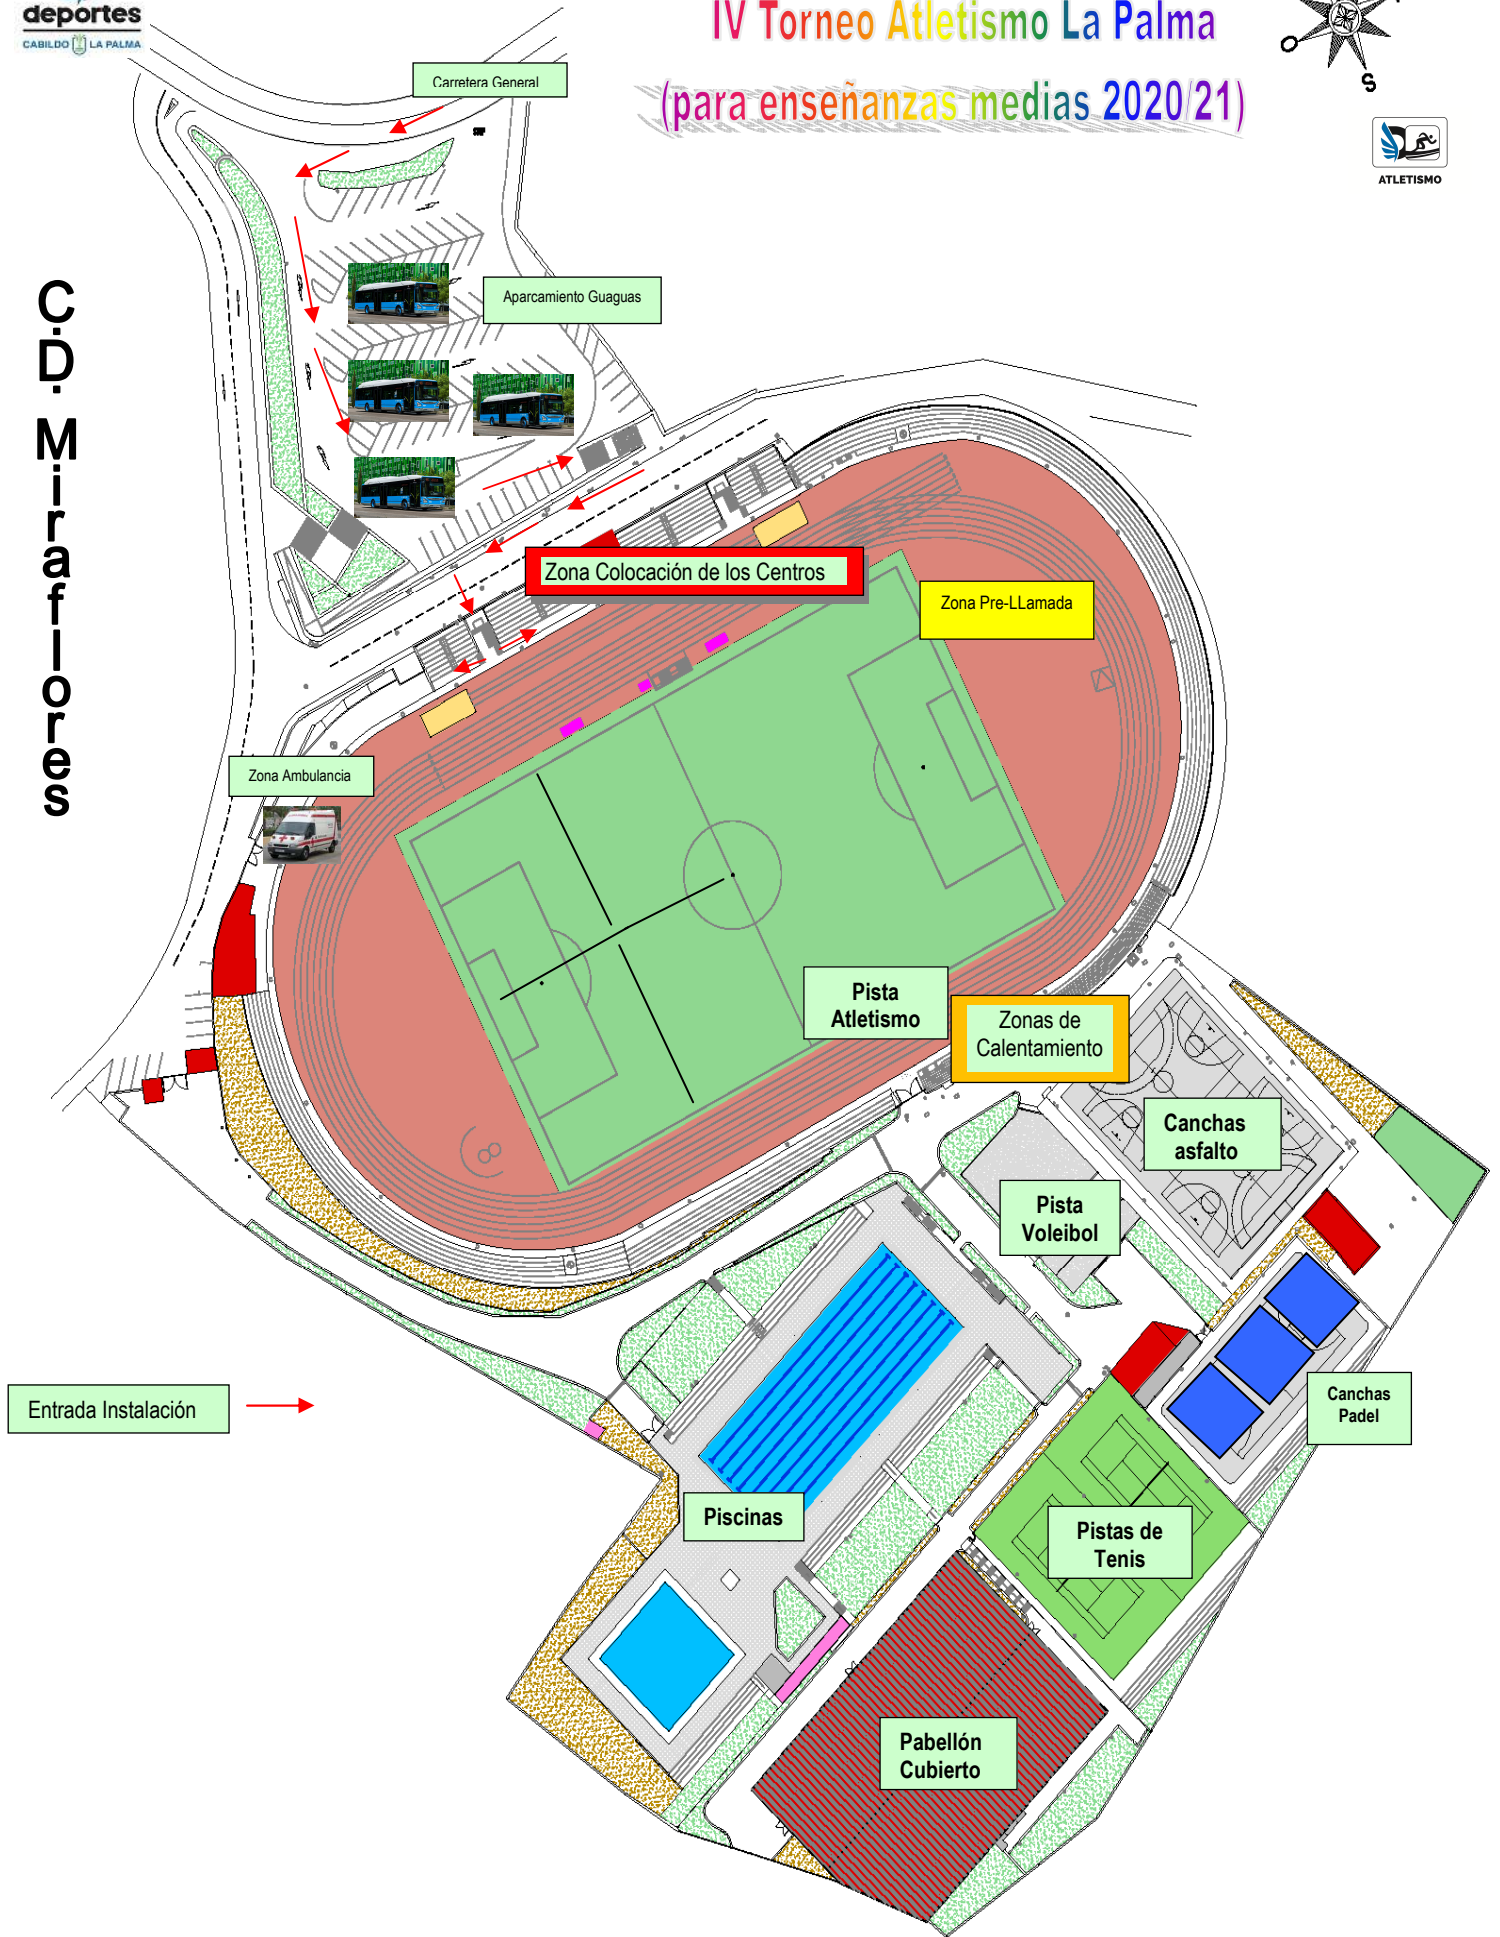 deportes
CABILDO LA PALMA
IV Torneo Atletismo La Palma
(para enseñanzas medias 2020/21)
O
S
ATLETISMO
Carretera General
Aparcamiento Guaguas
C.D. Miraflores
Zona Colocación de los Centros
Zona Pre-LLamada
Zona Ambulancia
Pista
Atletismo
Zonas de
Calentamiento
Canchas
asfalto
Pista
Voleibol
8
Entrada Instalación
Canchas
Padel
Piscinas
Pistas de
Tenis
Pabellón
Cubierto